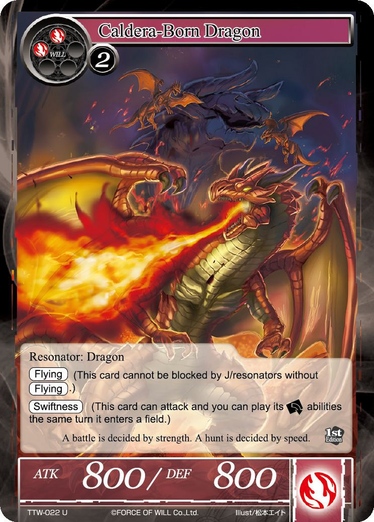 Caldera-Born Dragon
WILL
2
Resonator: Dragon
Flying (This card cannot be blocked by J/resonators without
Flying.)
Swiftness (This card can attack and you can play its abilities
the same turn it enters a field.)
A battle is decided by strength. A hunt is decided by speed.
1st
Edition
ATK 800/ DEF 800
TTW-022 U ©FORCE OF WILL Co.,Ltd. Illust/松本エイト